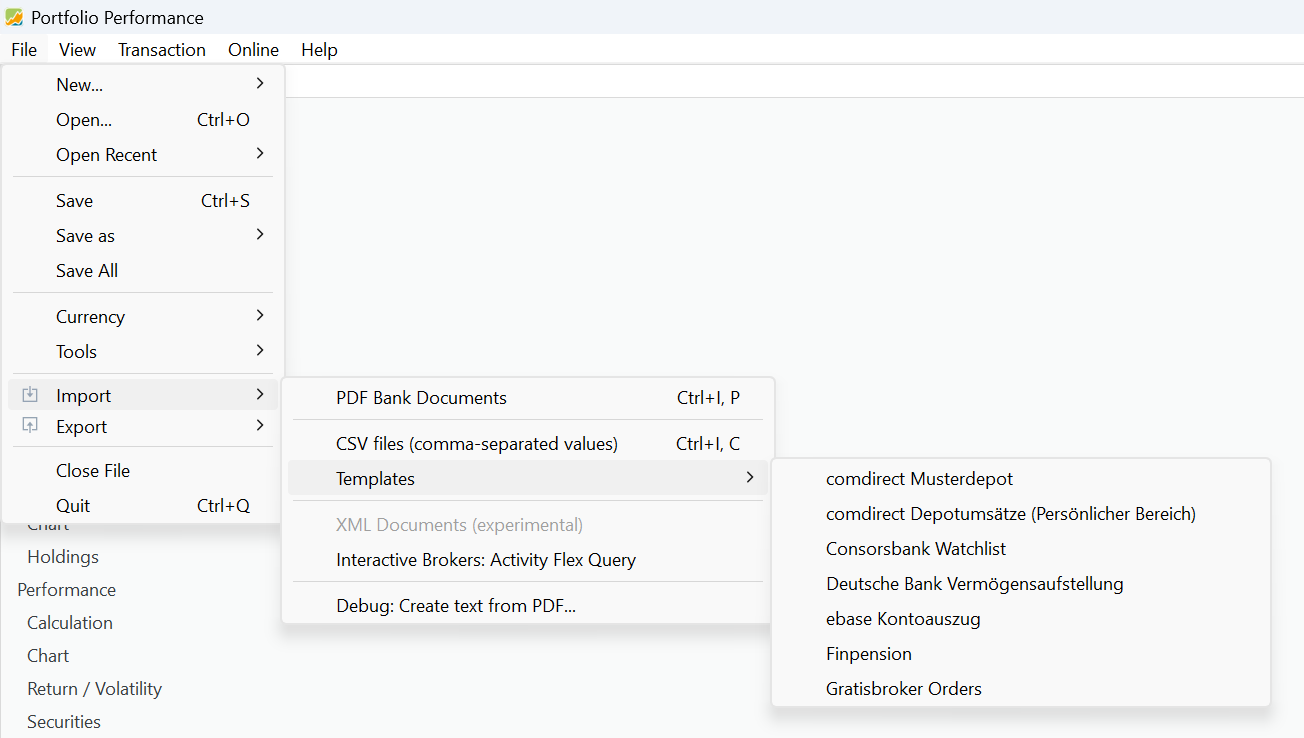 Portfolio Performance
File View Transaction Online Help
New...
Open... Ctrl+O
Open Recent
Save Ctrl+S
Save as
Save All
Currency
Tools
Import
Export
Close File
Quit Ctrl+Q
PDF Bank Documents Ctrl+I, P
CSV files (comma-separated values) Ctrl+I, C
Templates
XML Documents (experimental)
Interactive Brokers: Activity Flex Query
Debug: Create text from PDF...
comdirect Musterdepot
comdirect Depotumsätze (Persönlicher Bereich)
Consorsbank Watchlist
Deutsche Bank Vermögensaufstellung
ebase Kontoauszug
Finpension
Gratisbroker Orders
Chart
Holdings
Performance
Calculation
Chart
Return / Volatility
Securities